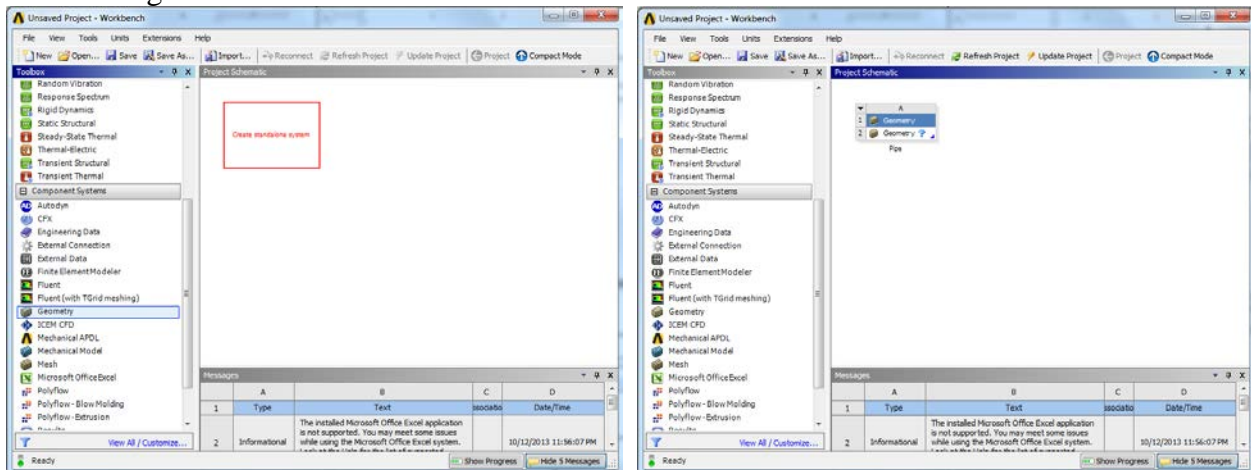 Unsaved Project - Workbench
File View Tools Units Extensions Help
New Open... Save Save As... Import... Reconnect Refresh Project Update Project Project Compact Mode
Toolbox
Project Schematic
Random Vibration
Response Spectrum
Rigid Dynamics
Static Structural
Steady-State Thermal
Thermal-Electric
Transient Structural
Transient Thermal
Component Systems
Autodyn
CFX
Engineering Data
External Connection
External Data
Finite Element Modeler
Fluent
Fluent (with TGrid meshing)
Geometry
ICEM CFD
Mechanical APDL
Mechanical Model
Mesh
Microsoft Office Excel
Polyflow
Polyflow - Blow Molding
Polyflow - Extrusion
View All / Customize...
Create standalone system
Messages
A B C D
1 Type Text Associatio Date/Time
2 Informational
The installed Microsoft Office Excel application
is not supported. You may meet some issues
while using the Microsoft Office Excel system.
10/12/2013 11:56:07 PM
Ready
Show Progress Hide 5 Messages
Unsaved Project - Workbench
File View Tools Units Extensions Help
New Open... Save Save As... Import... Reconnect Refresh Project Update Project Project Compact Mode
Toolbox
Project Schematic
Random Vibration
Response Spectrum
Rigid Dynamics
Static Structural
Steady-State Thermal
Thermal-Electric
Transient Structural
Transient Thermal
Component Systems
Autodyn
CFX
Engineering Data
External Connection
External Data
Finite Element Modeler
Fluent
Fluent (with TGrid meshing)
Geometry
ICEM CFD
Mechanical APDL
Mechanical Model
Mesh
Microsoft Office Excel
Polyflow
Polyflow - Blow Molding
Polyflow - Extrusion
View All / Customize...
A
1 Geometry
2 Geometry ?
Pipe
Messages
A B C D
1 Type Text Associatio Date/Time
2 Informational
The installed Microsoft Office Excel application
is not supported. You may meet some issues
while using the Microsoft Office Excel system.
10/12/2013 11:56:07 PM
Ready
Show Progress Hide 5 Messages